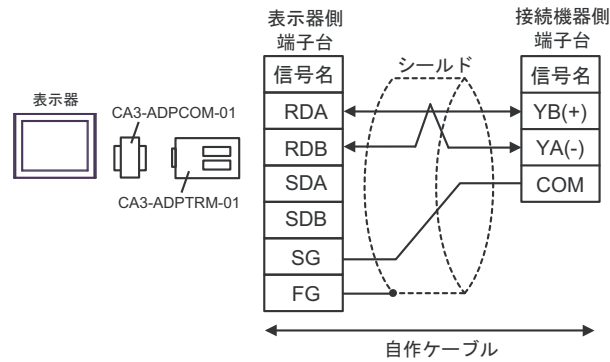 表示器
CA3-ADPCOM-01
CA3-ADPTRM-01
表示器側
端子台
信号名
RDA
RDB
SDA
SDB
SG
FG
シールド
接続機器側
端子台
信号名
YB(+)
YA(-)
COM
自作ケーブル